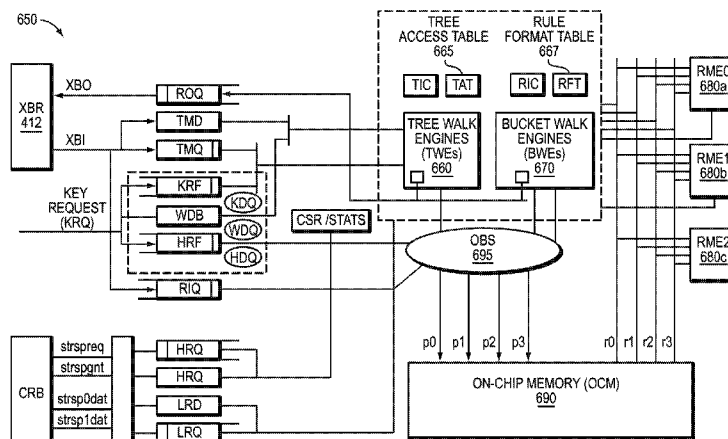 650
TREE
ACCESS TABLE
665
RULE
FORMAT TABLE
667
TIC
TAT
RIC
RFT
XBR
412
XBO
XBI
ROQ
TMD
TMQ
TREE WALK
ENGINES
(TWEs)
660
BUCKET WALK
ENGINES
(BWEs)
670
RME0
680a
RME1
680b
RME2
680c
KEY
REQUEST
(KRQ)
KRF
KDQ
WDB
WDQ
HRF
HDQ
RIQ
CSR /STATS
OBS
695
p0
p1
p2
p3
r0
r1
r2
r3
CRB
strspreq
strspgnt
strsp0dat
strsp1dat
HRQ
HRQ
LRD
LRQ
ON-CHIP MEMORY (OCM)
690